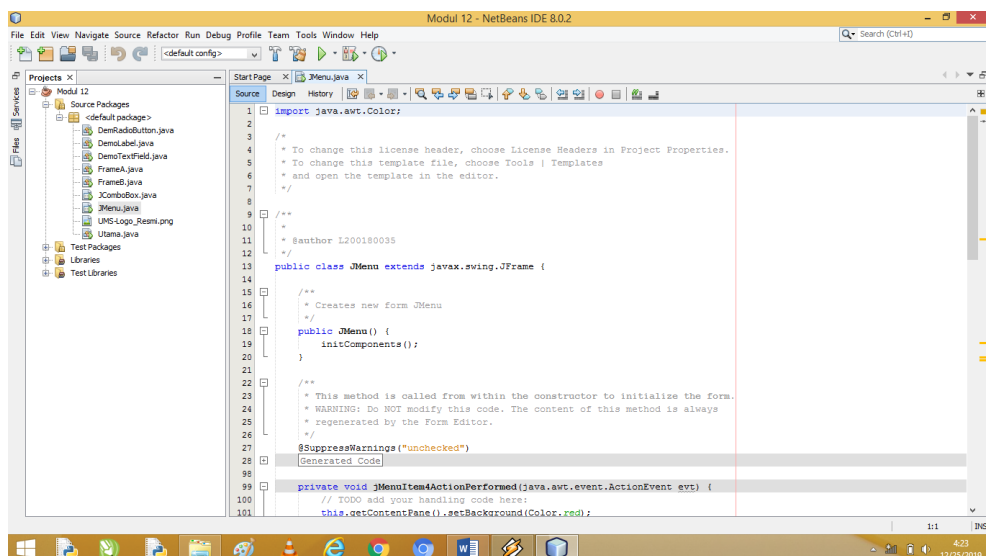 Modul 12 - NetBeans IDE 8.0.2
File Edit View Navigate Source Refactor Run Debug Profile Team Tools Window Help
Search (Ctrl+I)
<default config>
Projects
Start Page
JMenu.java
Services
Files
Modul 12
Source Packages
<default package>
DemRadioButton.java
DemoLabel.java
DemoTextField.java
FrameA.java
FrameB.java
JComboBox.java
JMenu.java
UMS-Logo_Resmi.png
Utama.java
Test Packages
Libraries
Test Libraries
Source Design History
1 import java.awt.Color;
2
3 /*
4 * To change this license header, choose License Headers in Project Properties.
5 * To change this template file, choose Tools | Templates
6 * and open the template in the editor.
7 */
8
9 /**
10 *
11 * @author L200180035
12 */
13 public class JMenu extends javax.swing.JFrame {
14
15 /**
16 * Creates new form JMenu
17 */
18 public JMenu() {
19 initComponents();
20 }
21
22 /**
23 * This method is called from within the constructor to initialize the form.
24 * WARNING: Do NOT modify this code. The content of this method is always
25 * regenerated by the Form Editor.
26 */
27 @SuppressWarnings("unchecked")
28 Generated Code
98
99 private void jMenuItem4ActionPerformed(java.awt.event.ActionEvent evt) {
100 // TODO add your handling code here:
101 this.getContentPane().setBackground(Color.red);
1:1 INS
4:23
12/25/2019